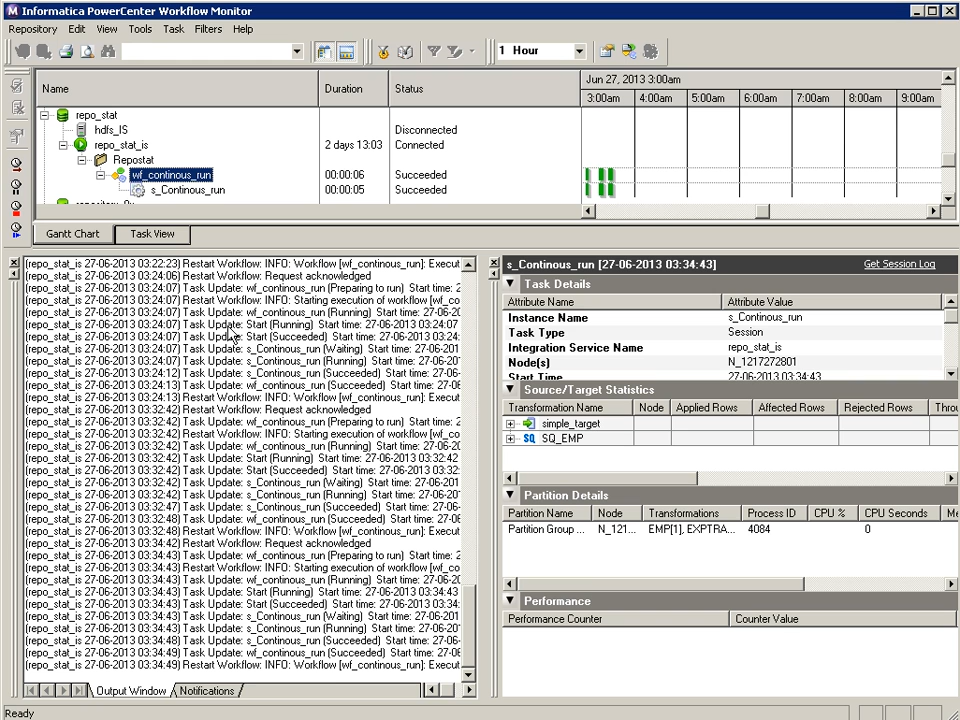 Informatica PowerCenter Workflow Monitor
Repository Edit View Tools Task Filters Help
1 Hour
Name Duration Status
Jun 27, 2013 3:00am
3:00am 4:00am 5:00am 6:00am 7:00am 8:00am 9:00am
repo_stat
hdfs_IS Disconnected
repo_stat_is 2 days 13:03 Connected
Repostat
wf_continous_run 00:00:06 Succeeded
s_Continous_run 00:00:05 Succeeded
Gantt Chart Task View
(repo_stat_is 27-06-2013 03:22:23) Restart Workflow: INFO: Workflow [wf_continous_run]: Execut
(repo_stat_is 27-06-2013 03:24:06) Restart Workflow: Request acknowledged
(repo_stat_is 27-06-2013 03:24:07) Task Update: wf_continous_run (Preparing to run) Start time: 2
(repo_stat_is 27-06-2013 03:24:07) Restart Workflow: INFO: Starting execution of workflow [wf_co
(repo_stat_is 27-06-2013 03:24:07) Task Update: wf_continous_run (Running) Start time: 27-06-20
(repo_stat_is 27-06-2013 03:24:07) Task Update: Start (Running) Start time: 27-06-2013 03:24:07
(repo_stat_is 27-06-2013 03:24:07) Task Update: Start (Succeeded) Start time: 27-06-2013 03:24:
(repo_stat_is 27-06-2013 03:24:07) Task Update: s_Continous_run (Waiting) Start time: 27-06-201
(repo_stat_is 27-06-2013 03:24:07) Task Update: s_Continous_run (Running) Start time: 27-06-201
(repo_stat_is 27-06-2013 03:24:12) Task Update: s_Continous_run (Succeeded) Start time: 27-06-
(repo_stat_is 27-06-2013 03:24:13) Task Update: wf_continous_run (Succeeded) Start time: 27-06
(repo_stat_is 27-06-2013 03:24:13) Restart Workflow: INFO: Workflow [wf_continous_run]: Execut
(repo_stat_is 27-06-2013 03:32:42) Restart Workflow: Request acknowledged
(repo_stat_is 27-06-2013 03:32:42) Task Update: wf_continous_run (Preparing to run) Start time: 2
(repo_stat_is 27-06-2013 03:32:42) Restart Workflow: INFO: Starting execution of workflow [wf_co
(repo_stat_is 27-06-2013 03:32:42) Task Update: wf_continous_run (Running) Start time: 27-06-20
(repo_stat_is 27-06-2013 03:32:42) Task Update: Start (Running) Start time: 27-06-2013 03:32:42
(repo_stat_is 27-06-2013 03:32:42) Task Update: Start (Succeeded) Start time: 27-06-2013 03:32:
(repo_stat_is 27-06-2013 03:32:42) Task Update: s_Continous_run (Waiting) Start time: 27-06-201
(repo_stat_is 27-06-2013 03:32:42) Task Update: s_Continous_run (Running) Start time: 27-06-201
(repo_stat_is 27-06-2013 03:32:47) Task Update: s_Continous_run (Succeeded) Start time: 27-06-
(repo_stat_is 27-06-2013 03:32:48) Task Update: wf_continous_run (Succeeded) Start time: 27-06
(repo_stat_is 27-06-2013 03:32:48) Restart Workflow: INFO: Workflow [wf_continous_run]: Execut
(repo_stat_is 27-06-2013 03:34:42) Restart Workflow: Request acknowledged
(repo_stat_is 27-06-2013 03:34:43) Task Update: wf_continous_run (Preparing to run) Start time: 2
(repo_stat_is 27-06-2013 03:34:43) Restart Workflow: INFO: Starting execution of workflow [wf_co
(repo_stat_is 27-06-2013 03:34:43) Task Update: wf_continous_run (Running) Start time: 27-06-20
(repo_stat_is 27-06-2013 03:34:43) Task Update: Start (Running) Start time: 27-06-2013 03:34:43
(repo_stat_is 27-06-2013 03:34:43) Task Update: Start (Succeeded) Start time: 27-06-2013 03:34:
(repo_stat_is 27-06-2013 03:34:43) Task Update: s_Continous_run (Waiting) Start time: 27-06-201
(repo_stat_is 27-06-2013 03:34:43) Task Update: s_Continous_run (Running) Start time: 27-06-201
(repo_stat_is 27-06-2013 03:34:48) Task Update: s_Continous_run (Succeeded) Start time: 27-06-
(repo_stat_is 27-06-2013 03:34:49) Task Update: wf_continous_run (Succeeded) Start time: 27-06
(repo_stat_is 27-06-2013 03:34:49) Restart Workflow: INFO: Workflow [wf_continous_run]: Execut
Output Window Notifications
s_Continous_run [27-06-2013 03:34:43] Get Session Log
Task Details
Attribute Name Attribute Value
Instance Name s_Continous_run
Task Type Session
Integration Service Name repo_stat_is
Node(s) N_1217272801
Start Time 27-06-2013 03:34:43
Source/Target Statistics
Transformation Name Node Applied Rows Affected Rows Rejected Rows Throu
simple_target
SQ SQ_EMP
Partition Details
Partition Name Node Transformations Process ID CPU % CPU Seconds Me
Partition Group ... N_121... EMP[1], EXPTRA... 4084 0
Performance
Performance Counter Counter Value
Ready